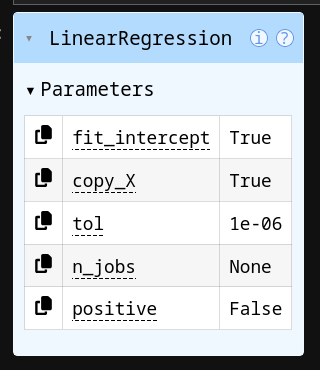 LinearRegression i ?
Parameters
fit_intercept True
copy_X True
tol 1e-06
n_jobs None
positive False